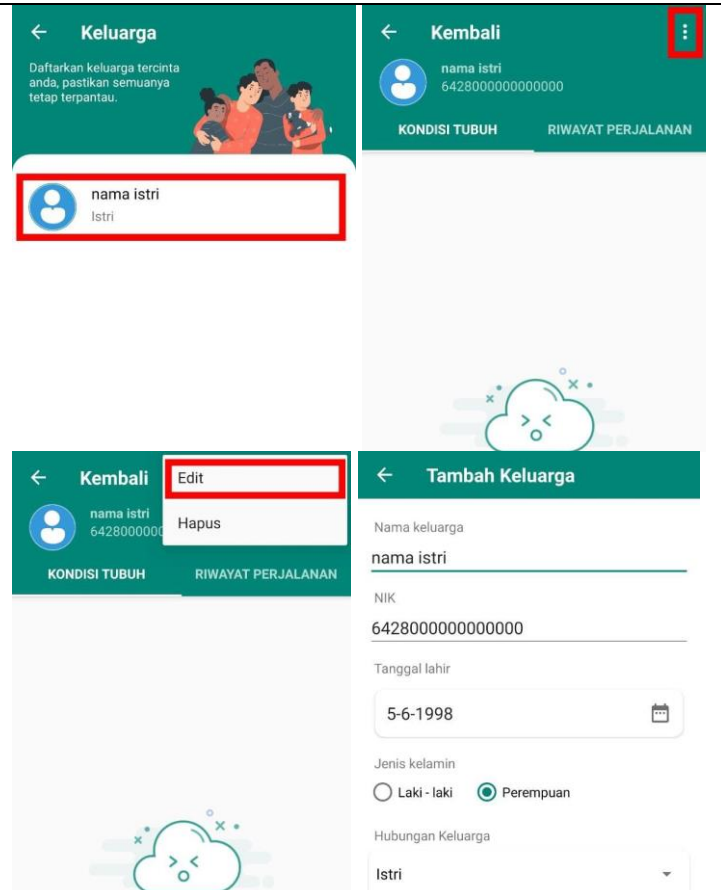 Keluarga
Daftarkan keluarga tercinta
anda, pastikan semuanya
tetap terpantau.
nama istri
Istri
Kembali
nama istri
6428000000000000
KONDISI TUBUH RIWAYAT PERJALANAN
Kembali
Edit
Hapus
nama istri
6428000000
KONDISI TUBUH RIWAYAT PERJALANAN
Tambah Keluarga
Nama keluarga
nama istri
NIK
6428000000000000
Tanggal lahir
5-6-1998
Jenis kelamin
Laki - laki Perempuan
Hubungan Keluarga
Istri